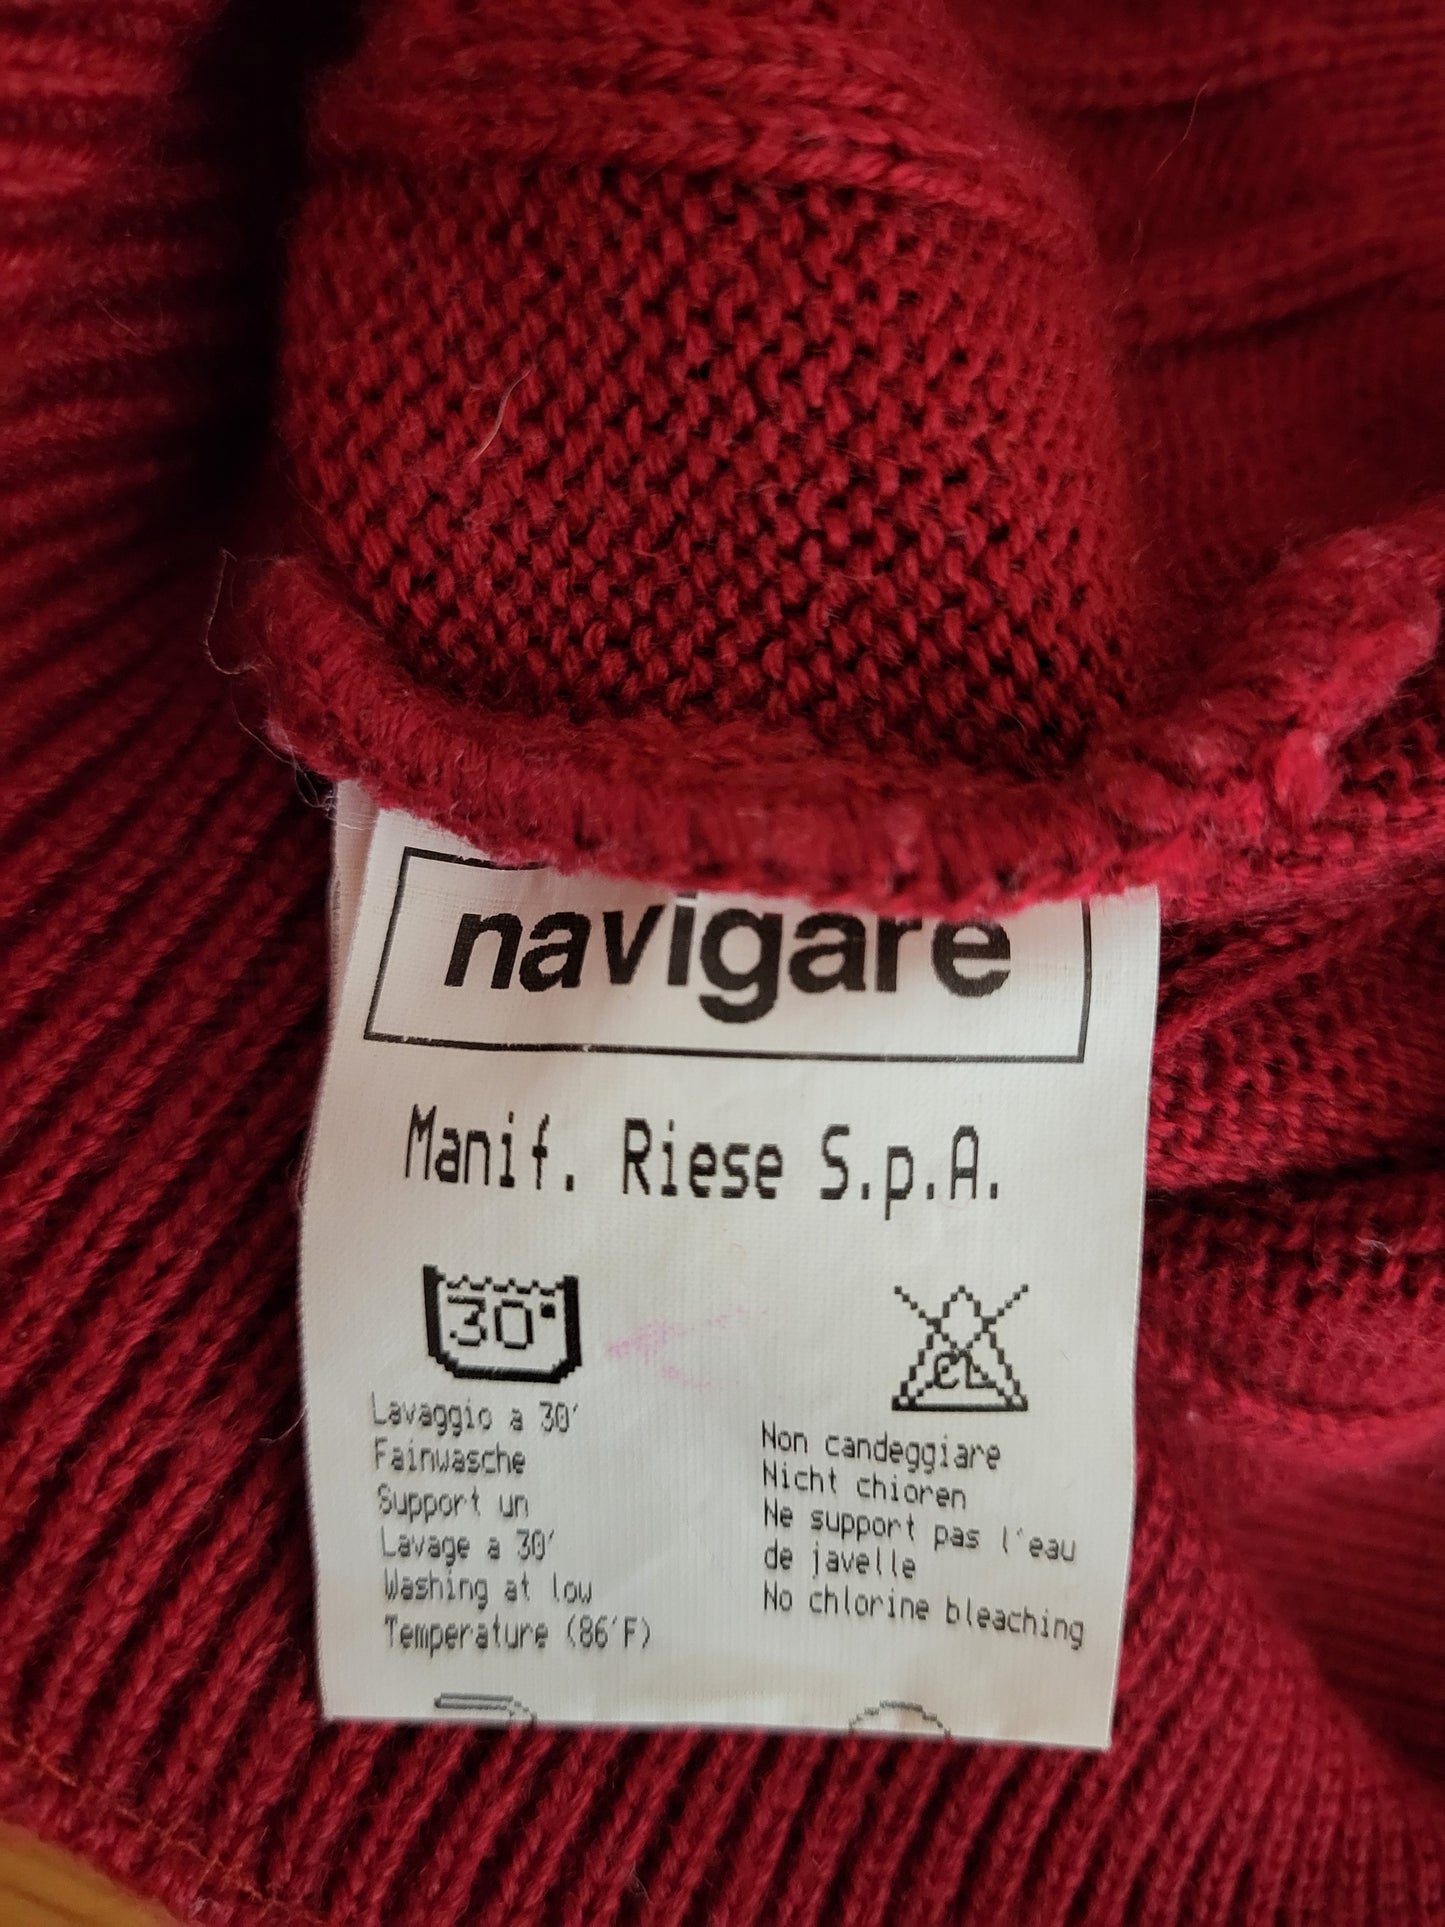 navigare
Manif. Riese S.p.A.
30°
CL
Lavaggio a 30'
Fainwasche
Support un
Lavage a 30'
Washing at low
Temperature (86'F)
Non candeggiare
Nicht chioren
Ne support pas l'eau
de javelle
No chlorine bleaching